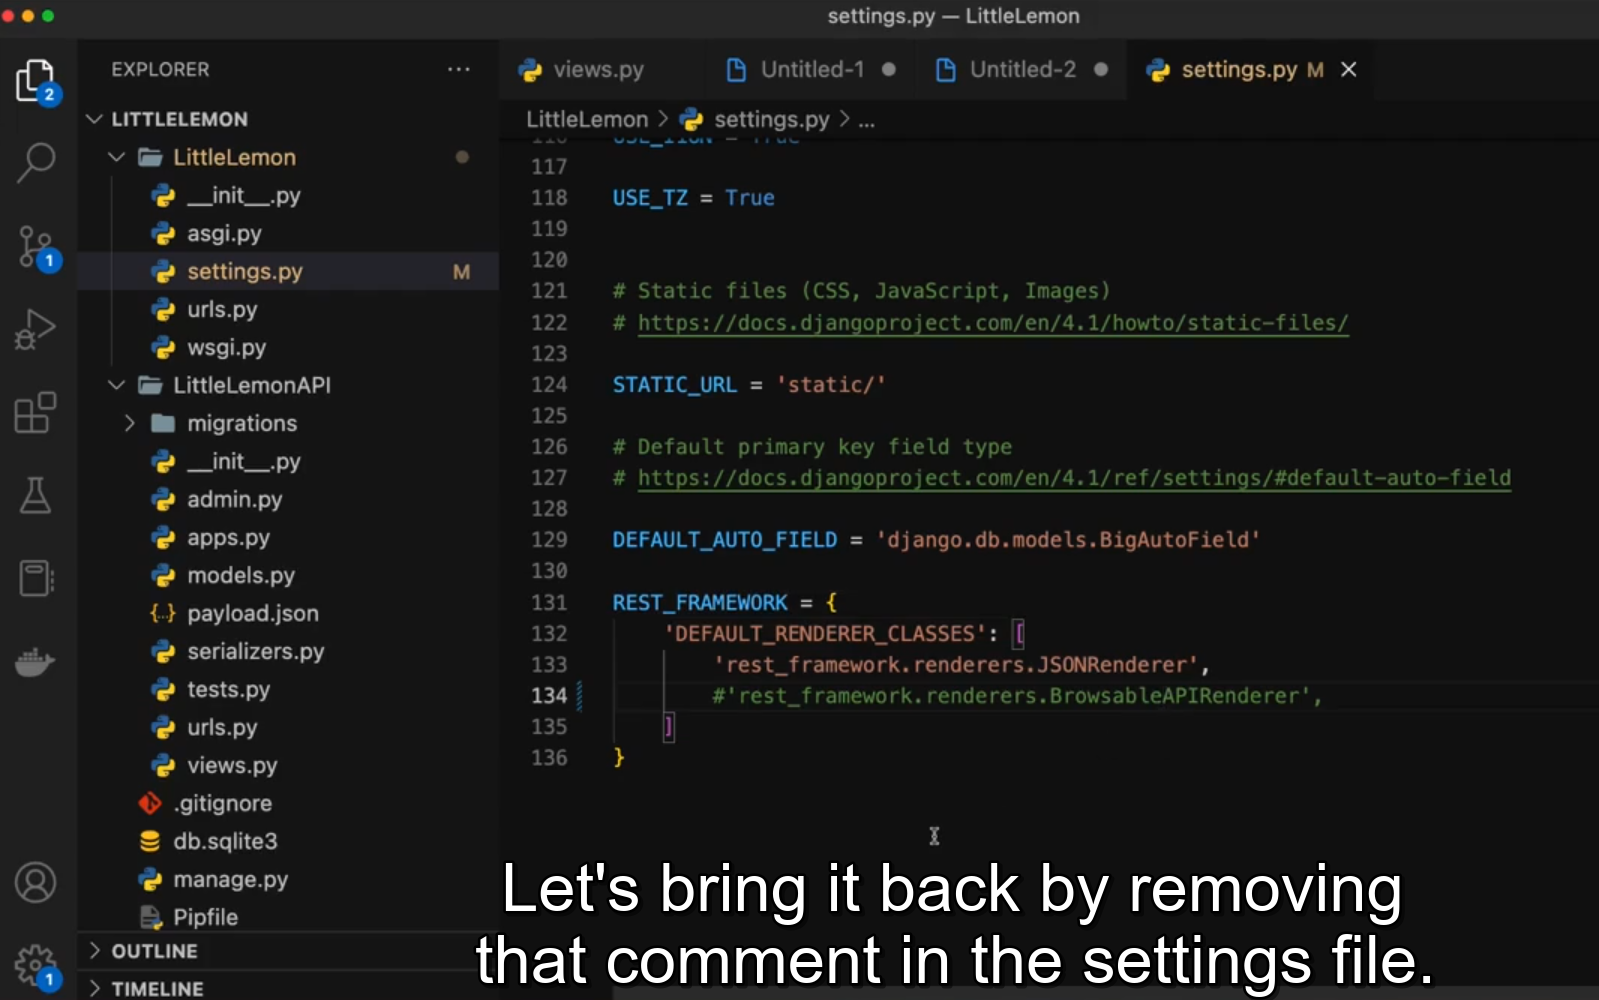 settings.py — LittleLemon
EXPLORER
2
LITTLELEMON
LittleLemon
__init__.py
asgi.py
1
settings.py M
urls.py
wsgi.py
LittleLemonAPI
migrations
__init__.py
admin.py
apps.py
models.py
payload.json
serializers.py
tests.py
urls.py
views.py
.gitignore
db.sqlite3
manage.py
Pipfile
OUTLINE
1
TIMELINE
views.py Untitled-1 Untitled-2 settings.py M
LittleLemon > settings.py > ...
116 USE_I18N = True
117
118 USE_TZ = True
119
120
121 # Static files (CSS, JavaScript, Images)
122 # https://docs.djangoproject.com/en/4.1/howto/static-files/
123
124 STATIC_URL = 'static/'
125
126 # Default primary key field type
127 # https://docs.djangoproject.com/en/4.1/ref/settings/#default-auto-field
128
129 DEFAULT_AUTO_FIELD = 'django.db.models.BigAutoField'
130
131 REST_FRAMEWORK = {
132 'DEFAULT_RENDERER_CLASSES': [
133 'rest_framework.renderers.JSONRenderer',
134 #'rest_framework.renderers.BrowsableAPIRenderer',
135 ]
136 }
Let's bring it back by removing
that comment in the settings file.